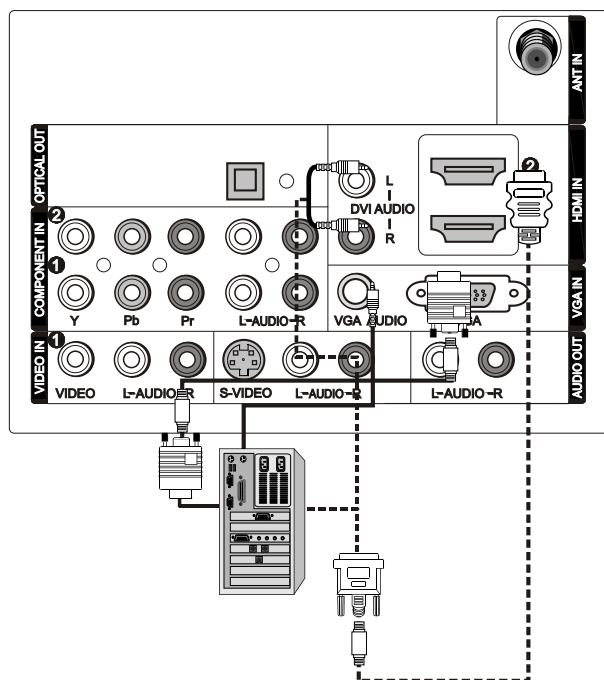 ANT IN
OPTICAL OUT
L
DVI AUDIO
R
2
HDMI IN
COMPONENT IN
2
1
Y Pb Pr L-AUDIO-R
VGA AUDIO
VGA IN
VIDEO IN
1
VIDEO L-AUDIO-R
S-VIDEO L-AUDIO-R
L-AUDIO-R
AUDIO OUT